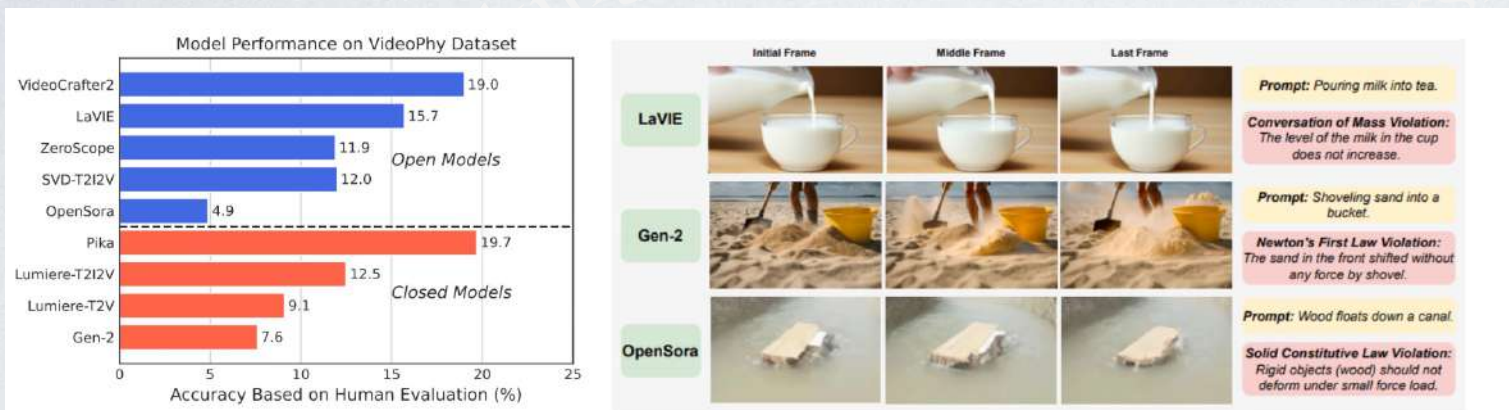 Model Performance on VideoPhy Dataset
VideoCrafter2
19.0
LaVIE
15.7
ZeroScope
11.9
Open Models
SVD-T2I2V
12.0
OpenSora
4.9
Pika
19.7
Lumiere-T2I2V
12.5
Closed Models
Lumiere-T2V
9.1
Gen-2
7.6
0 5 10 15 20 25
Accuracy Based on Human Evaluation (%)
Initial Frame Middle Frame Last Frame
LaVIE
Prompt: Pouring milk into tea.
Conversation of Mass Violation:
The level of the milk in the cup
does not increase.
Gen-2
Prompt: Shoveling sand into a
bucket.
Newton's First Law Violation:
The sand in the front shifted without
any force by shovel.
OpenSora
Prompt: Wood floats down a canal.
Solid Constitutive Law Violation:
Rigid objects (wood) should not
deform under small force load.